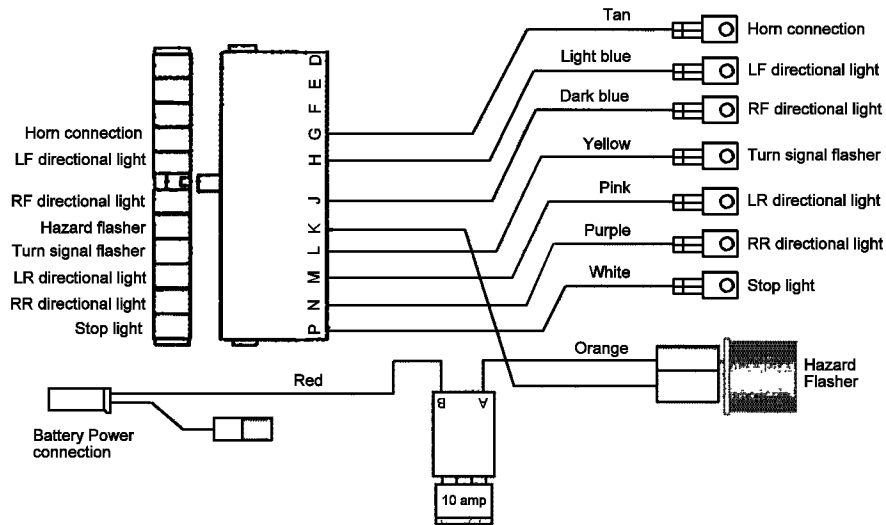 Tan
Horn connection
Light blue
LF directional light
Dark blue
RF directional light
Yellow
Turn signal flasher
Pink
LR directional light
Purple
RR directional light
White
Stop light
D
E
F
G
H
J
K
L
M
N
P
Horn connection
LF directional light
RF directional light
Hazard flasher
Turn signal flasher
LR directional light
RR directional light
Stop light
Orange
Hazard
Flasher
Red
B
A
Battery Power
connection
10 amp